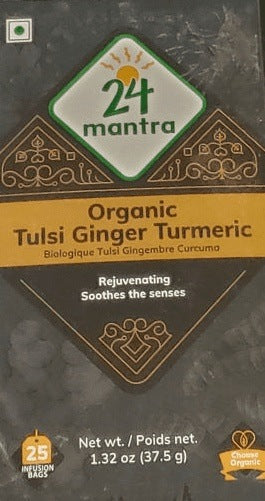 24
mantra
Organic
Tulsi Ginger Turmeric
Biologique Tulsi Gingembre Curcuma
Rejuvenating
Soothes the senses
25
INFUSION
BAGS
Net wt. / Poids net.
1.32 oz (37.5 g)
Choose
Organic